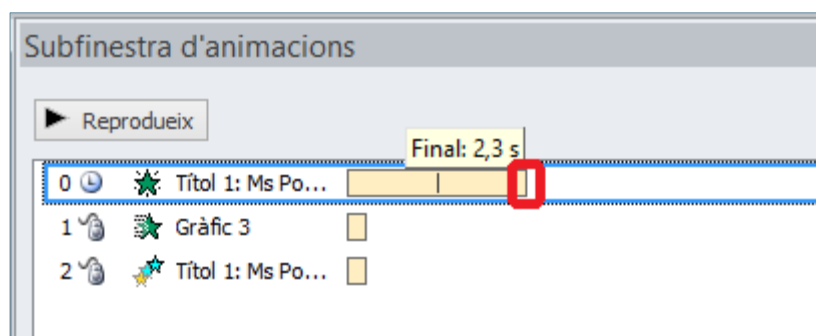 Subfinestra d'animacions
Reprodueix
Final: 2,3 s
0 Títol 1: Ms Po...
1 Gràfic 3
2 Títol 1: Ms Po...